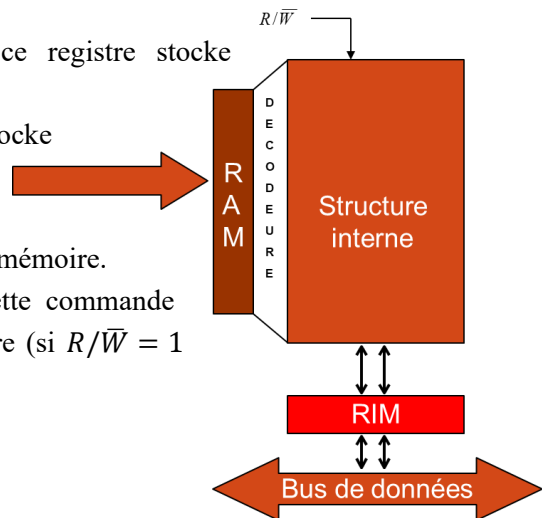 R/W̅
ce registre stocke
ocke
mémoire.
ette commande
re (si R/W̅ = 1
R
A
M
D
E
C
O
D
E
U
R
E
Structure
interne
RIM
Bus de données